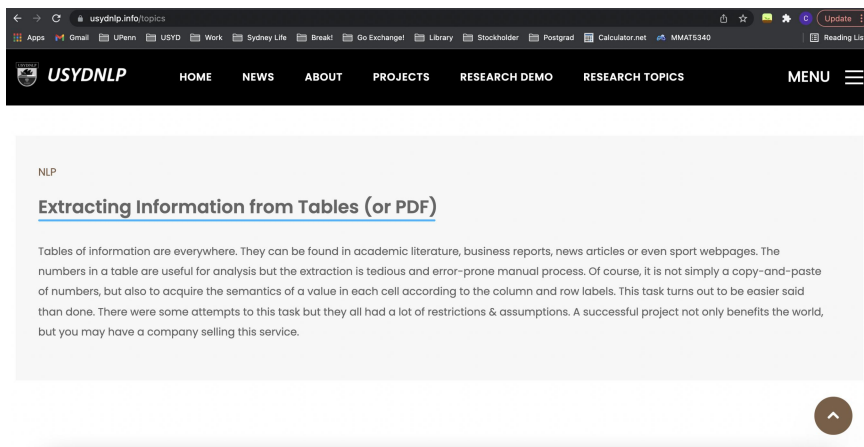 usydnlp.info/topics
C
Update
Apps
Gmail
UPenn
USYD
Work
Sydney Life
Break!
Go Exchange!
Library
Stockholder
Postgrad
Calculator.net
MMAT5340
Reading Lis
USYDNLP
HOME
NEWS
ABOUT
PROJECTS
RESEARCH DEMO
RESEARCH TOPICS
MENU
NLP
Extracting Information from Tables (or PDF)
Tables of information are everywhere. They can be found in academic literature, business reports, news articles or even sport webpages. The
numbers in a table are useful for analysis but the extraction is tedious and error-prone manual process. Of course, it is not simply a copy-and-paste
of numbers, but also to acquire the semantics of a value in each cell according to the column and row labels. This task turns out to be easier said
than done. There were some attempts to this task but they all had a lot of restrictions & assumptions. A successful project not only benefits the world,
but you may have a company selling this service.